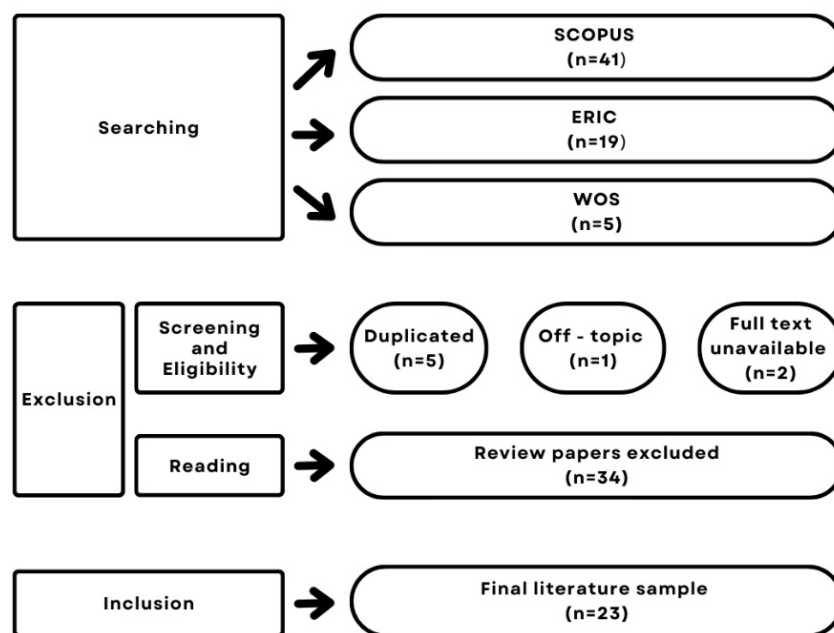 Searching
SCOPUS
(n=41)
ERIC
(n=19)
WOS
(n=5)
Exclusion
Screening
and
Eligibility
Duplicated
(n=5)
Off - topic
(n=1)
Full text
unavailable
(n=2)
Reading
Review papers excluded
(n=34)
Inclusion
Final literature sample
(n=23)